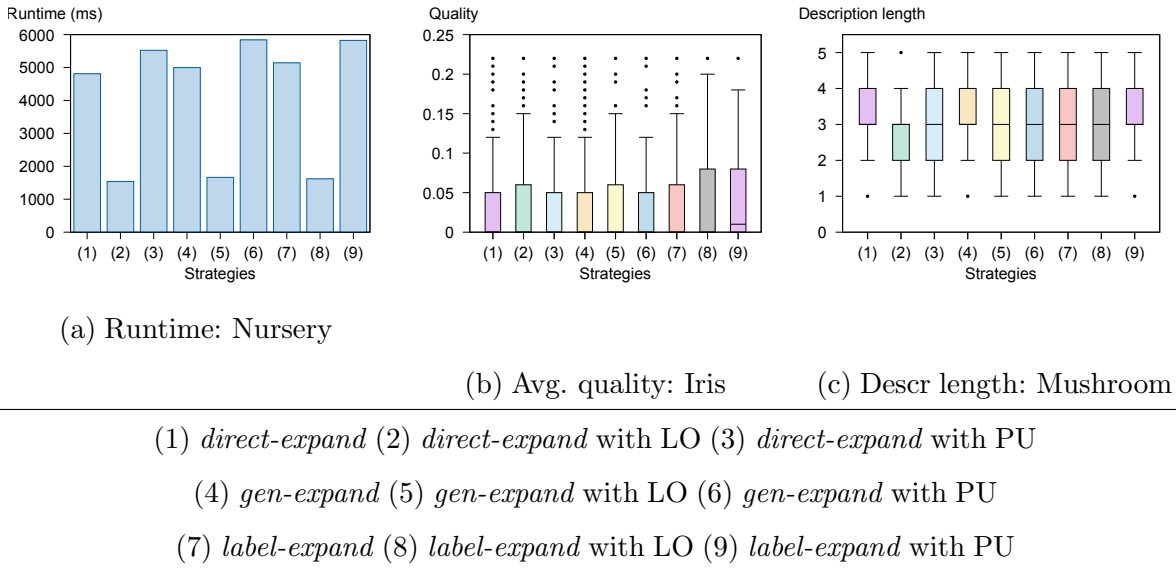 Runtime (ms)
6000
5000
4000
3000
2000
1000
0
(1) (2) (3) (4) (5) (6) (7) (8) (9)
Strategies
(a) Runtime: Nursery
Quality
0.25
0.2
0.15
0.1
0.05
0
(1) (2) (3) (4) (5) (6) (7) (8) (9)
Strategies
(b) Avg. quality: Iris
Description length
5
4
3
2
1
0
(1) (2) (3) (4) (5) (6) (7) (8) (9)
Strategies
(c) Descr length: Mushroom
(1) direct-expand (2) direct-expand with LO (3) direct-expand with PU
(4) gen-expand (5) gen-expand with LO (6) gen-expand with PU
(7) label-expand (8) label-expand with LO (9) label-expand with PU